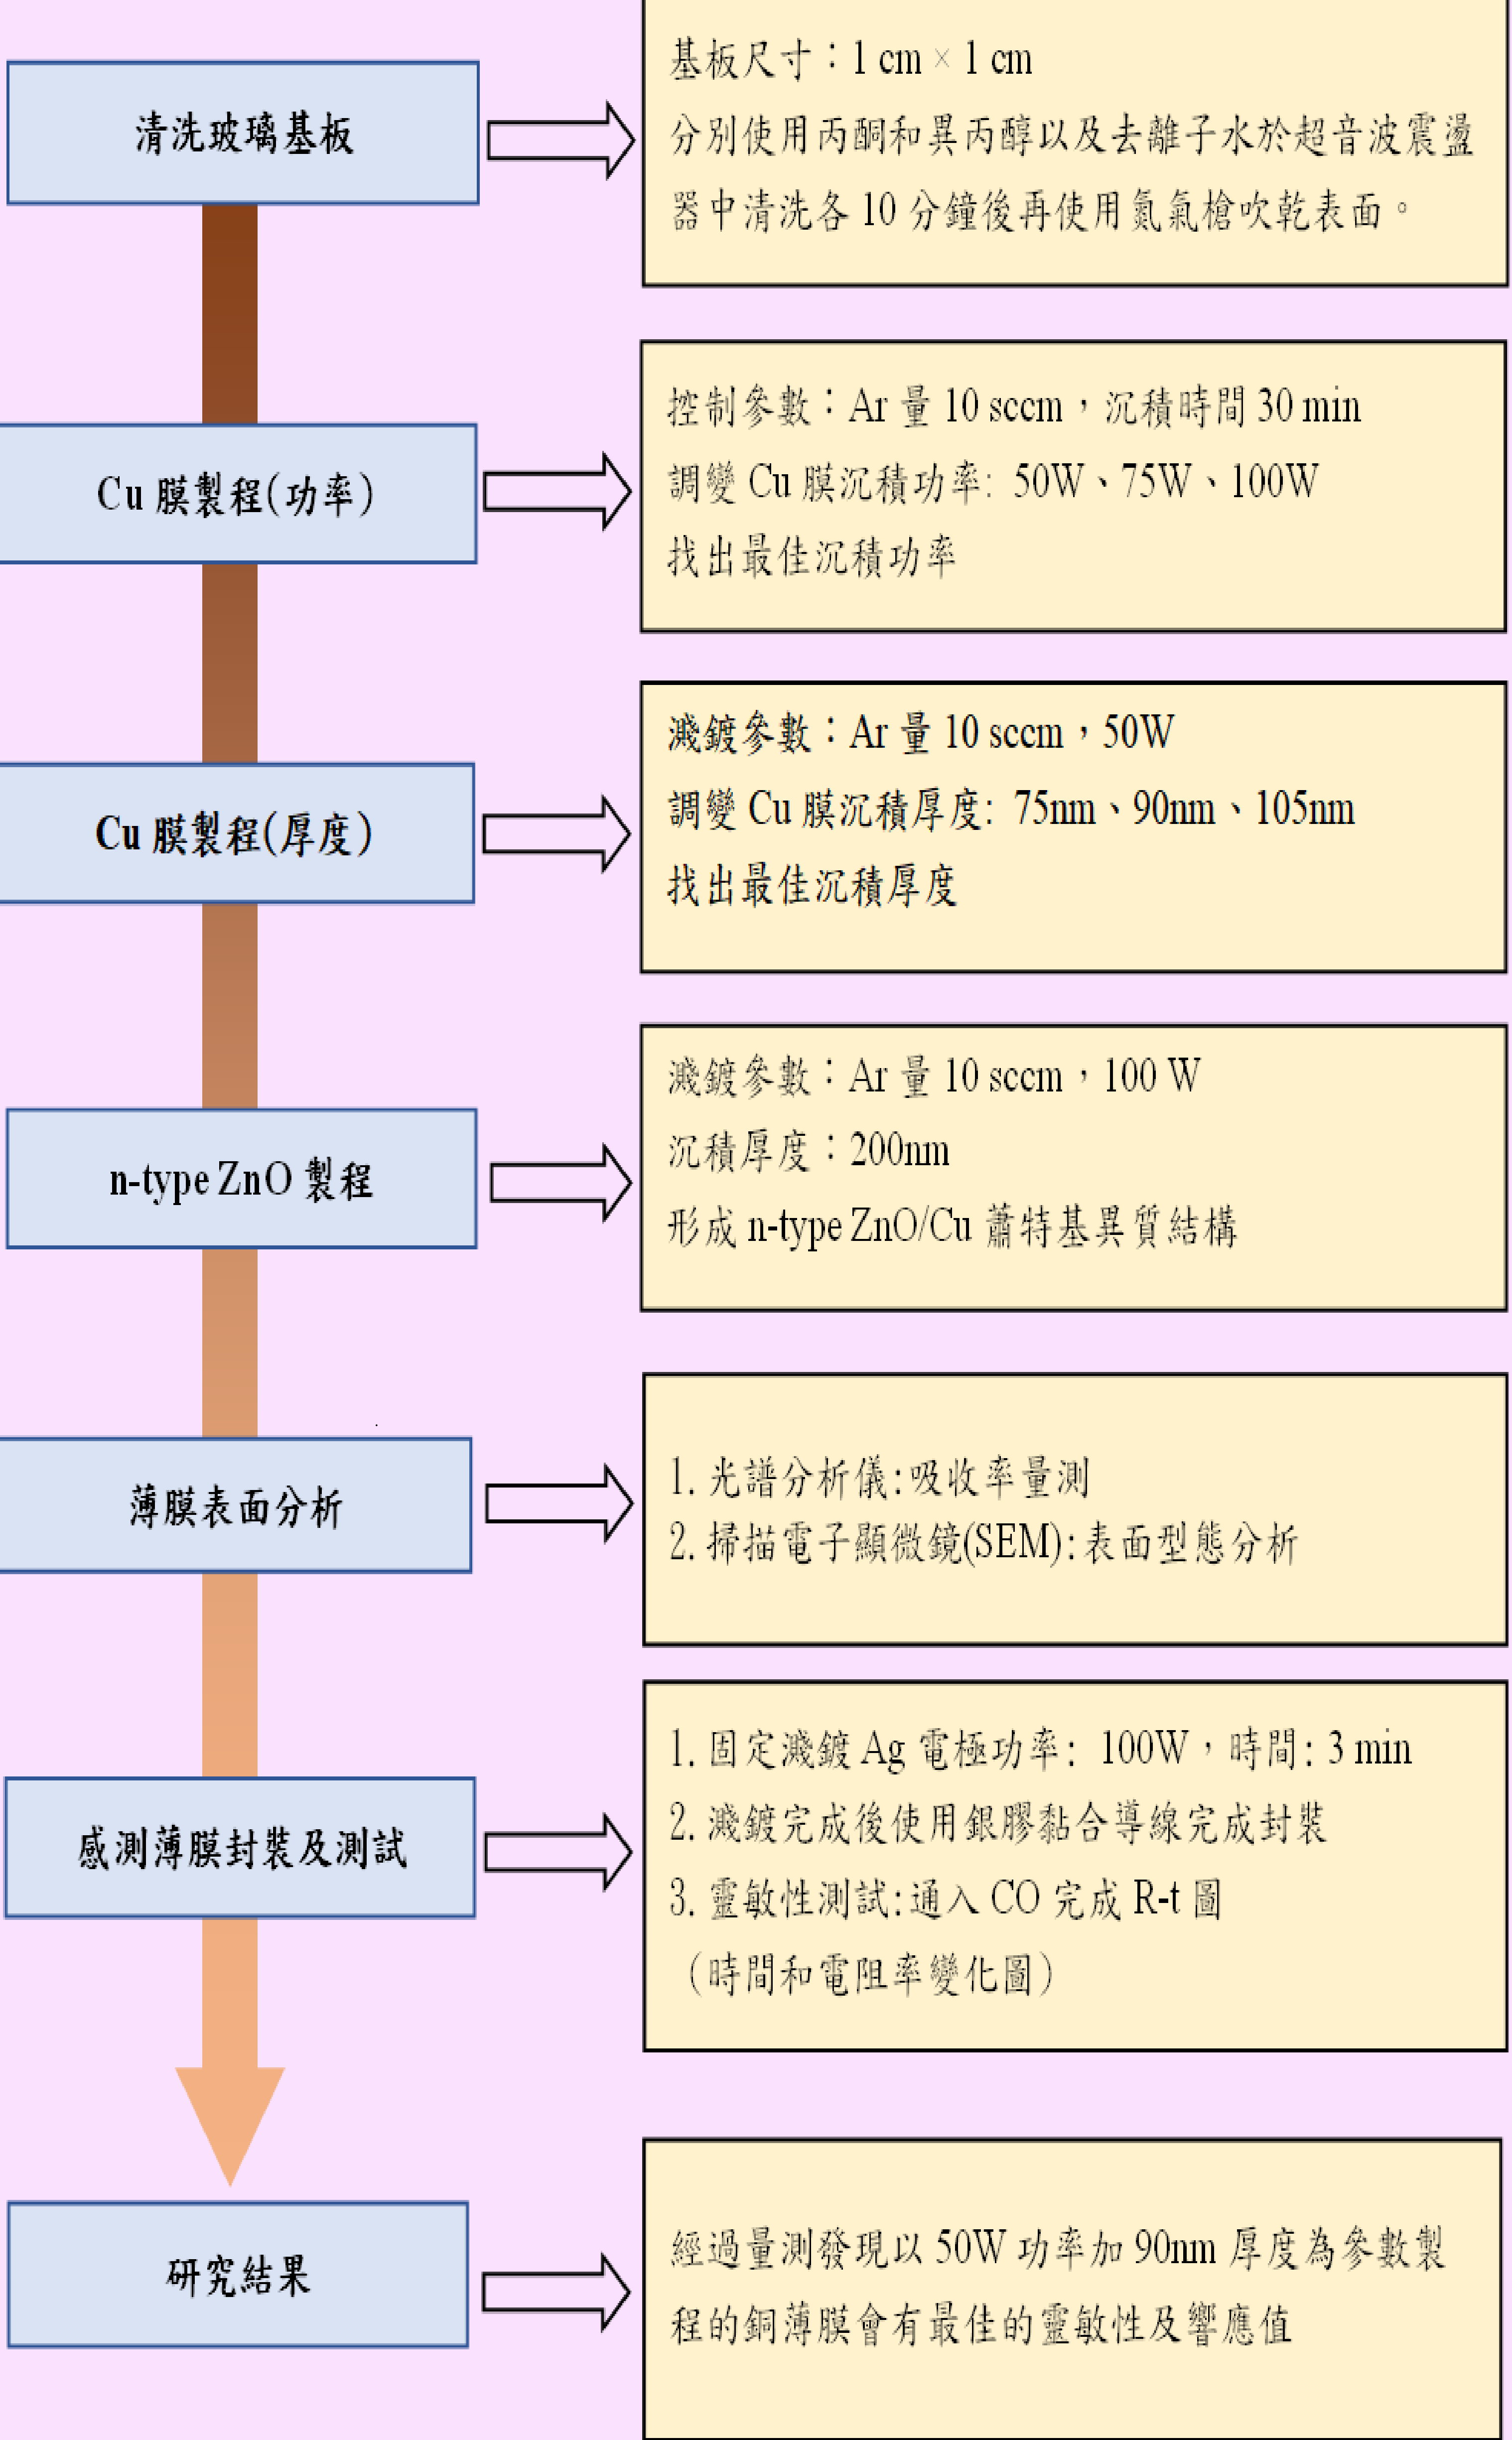 清洗玻璃基板
基板尺寸：1 cm × 1 cm
分別使用丙酮和異丙醇以及去離子水於超音波震盪
器中清洗各 10 分鐘後再使用氮氣槍吹乾表面。
Cu 膜製程(功率)
控制參數：Ar 量 10 sccm，沉積時間 30 min
調變 Cu 膜沉積功率: 50W、75W、100W
找出最佳沉積功率
Cu 膜製程(厚度)
濺鍍參數：Ar 量 10 sccm，50W
調變 Cu 膜沉積厚度: 75nm、90nm、105nm
找出最佳沉積厚度
n-type ZnO 製程
濺鍍參數：Ar 量 10 sccm，100 W
沉積厚度：200nm
形成 n-type ZnO/Cu 蕭特基異質結構
薄膜表面分析
1. 光譜分析儀:吸收率量測
2. 掃描電子顯微鏡(SEM):表面型態分析
感測薄膜封裝及測試
1. 固定濺鍍 Ag 電極功率: 100W，時間: 3 min
2. 濺鍍完成後使用銀膠黏合導線完成封裝
3. 靈敏性測試:通入 CO 完成 R-t 圖
（時間和電阻率變化圖）
研究結果
經過量測發現以 50W 功率加 90nm 厚度為參數製
程的銅薄膜會有最佳的靈敏性及響應值